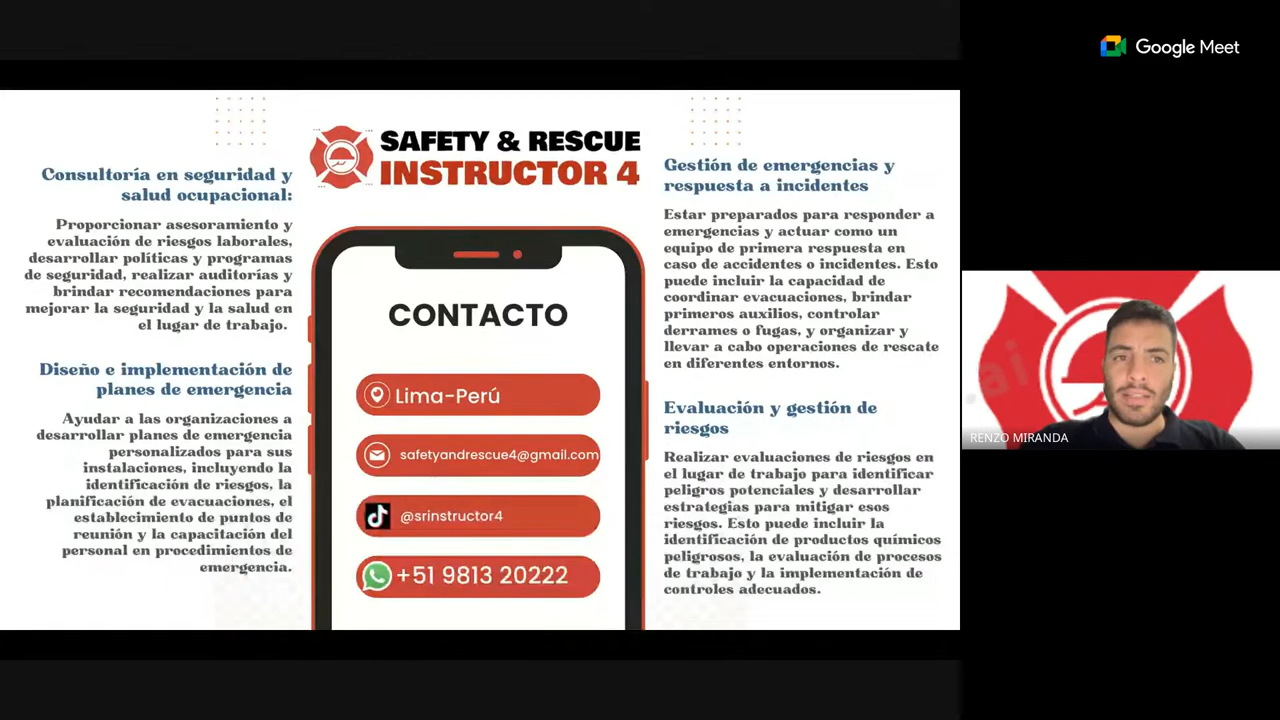 Google Meet
SAFETY & RESCUE
INSTRUCTOR 4
Consultoría en seguridad y
salud ocupacional:
Proporcionar asesoramiento y
evaluación de riesgos laborales,
desarrollar políticas y programas
de seguridad, realizar auditorías y
brindar recomendaciones para
mejorar la seguridad y la salud en
el lugar de trabajo.
Diseño e implementación de
planes de emergencia
Ayudar a las organizaciones a
desarrollar planes de emergencia
personalizados para sus
instalaciones, incluyendo la
identificación de riesgos, la
planificación de evacuaciones, el
establecimiento de puntos de
reunión y la capacitación del
personal en procedimientos de
emergencia.
CONTACTO
Lima-Perú
safetyandrescue4@gmail.com
@srinstructor4
+51 9813 20222
Gestión de emergencias y
respuesta a incidentes
Estar preparados para responder a
emergencias y actuar como un
equipo de primera respuesta en
caso de accidentes o incidentes. Esto
puede incluir la capacidad de
coordinar evacuaciones, brindar
primeros auxilios, controlar
derrames o fugas, y organizar y
llevar a cabo operaciones de rescate
en diferentes entornos.
Evaluación y gestión de
riesgos
Realizar evaluaciones de riesgos en
el lugar de trabajo para identificar
peligros potenciales y desarrollar
estrategias para mitigar esos
riesgos. Esto puede incluir la
identificación de productos químicos
peligrosos, la evaluación de procesos
de trabajo y la implementación de
controles adecuados.
.ai
RENZO MIRANDA